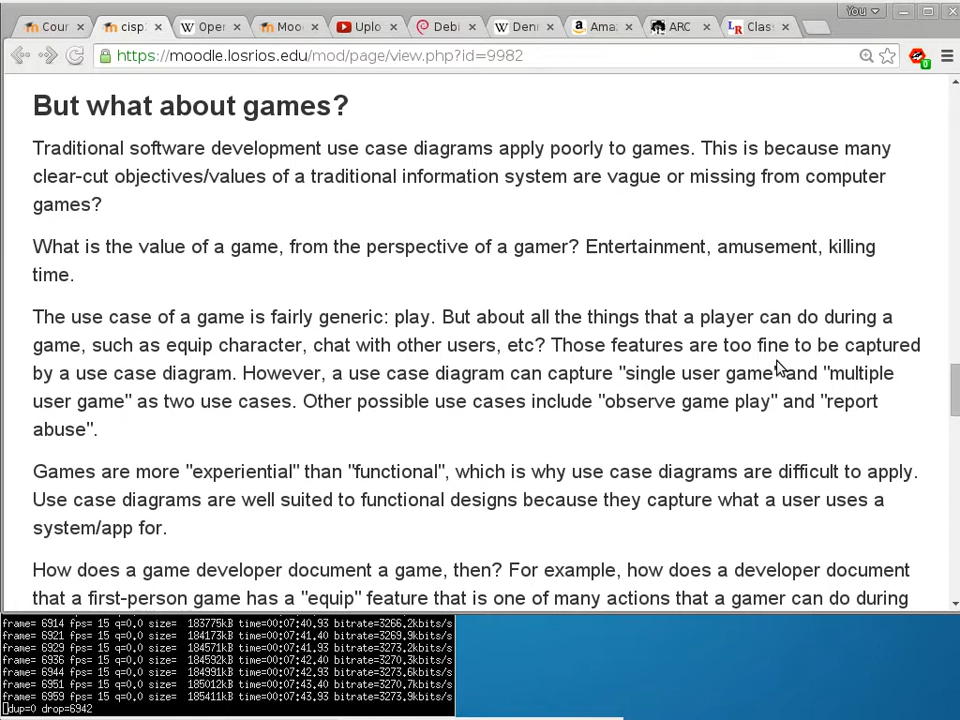 You
Cour
cisp
Oper
Moo
Uplo
Debi
Denn
Ama
ARC
Class
https://moodle.losrios.edu/mod/page/view.php?id=9982
But what about games?
Traditional software development use case diagrams apply poorly to games. This is because many
clear-cut objectives/values of a traditional information system are vague or missing from computer
games?
What is the value of a game, from the perspective of a gamer? Entertainment, amusement, killing
time.
The use case of a game is fairly generic: play. But about all the things that a player can do during a
game, such as equip character, chat with other users, etc? Those features are too fine to be captured
by a use case diagram. However, a use case diagram can capture "single user game" and "multiple
user game" as two use cases. Other possible use cases include "observe game play" and "report
abuse".
Games are more "experiential" than "functional", which is why use case diagrams are difficult to apply.
Use case diagrams are well suited to functional designs because they capture what a user uses a
system/app for.
How does a game developer document a game, then? For example, how does a developer document
that a first-person game has a "equip" feature that is one of many actions that a gamer can do during
frame= 6914 fps= 15 q=0.0 size= 183775kB time=00:07:40.93 bitrate=3266.2kbits/s
frame= 6921 fps= 15 q=0.0 size= 184173kB time=00:07:41.40 bitrate=3269.9kbits/s
frame= 6929 fps= 15 q=0.0 size= 184571kB time=00:07:41.93 bitrate=3273.2kbits/s
frame= 6936 fps= 15 q=0.0 size= 184592kB time=00:07:42.40 bitrate=3270.3kbits/s
frame= 6944 fps= 15 q=0.0 size= 184991kB time=00:07:42.93 bitrate=3273.6kbits/s
frame= 6951 fps= 15 q=0.0 size= 185012kB time=00:07:43.40 bitrate=3270.7kbits/s
frame= 6959 fps= 15 q=0.0 size= 185411kB time=00:07:43.93 bitrate=3273.9kbits/s
dup=0 drop=6942